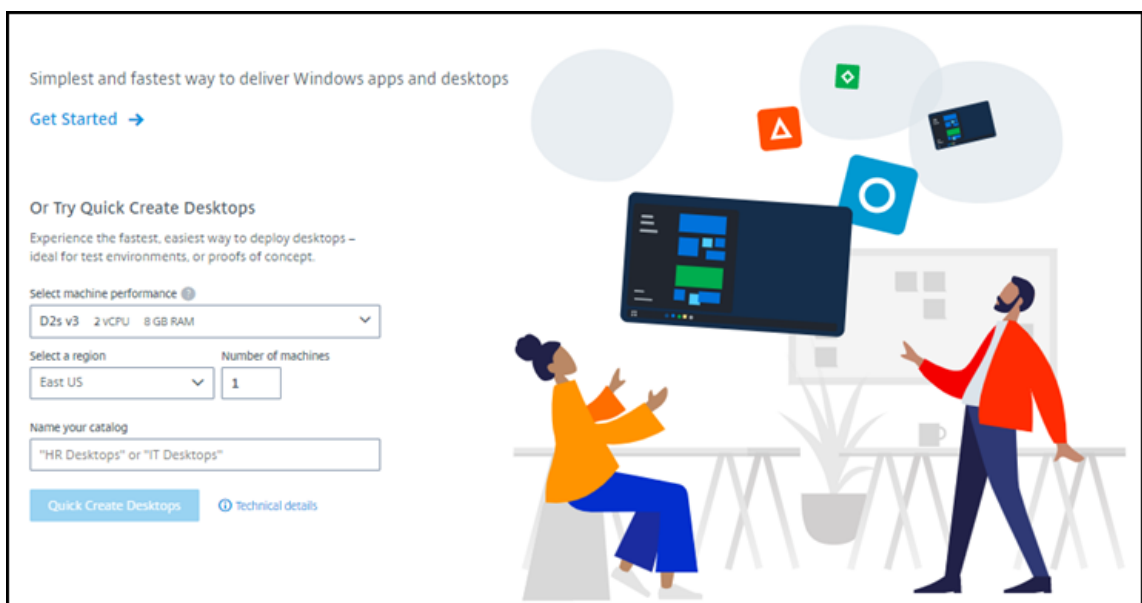 Simplest and fastest way to deliver Windows apps and desktops
Get Started →
Or Try Quick Create Desktops
Experience the fastest, easiest way to deploy desktops –
ideal for test environments, or proofs of concept.
Select machine performance ?
D2s v3 2 vCPU 8 GB RAM
Select a region Number of machines
East US 1
Name your catalog
"HR Desktops" or "IT Desktops"
Quick Create Desktops Technical details